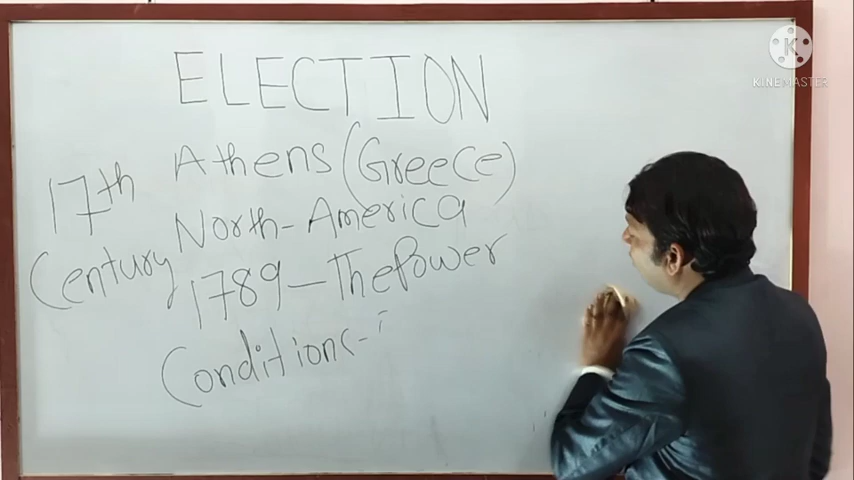 ELECTION
17th Athens (Greece)
Century North-America
1789-The Power
Conditions-
KINEMASTER